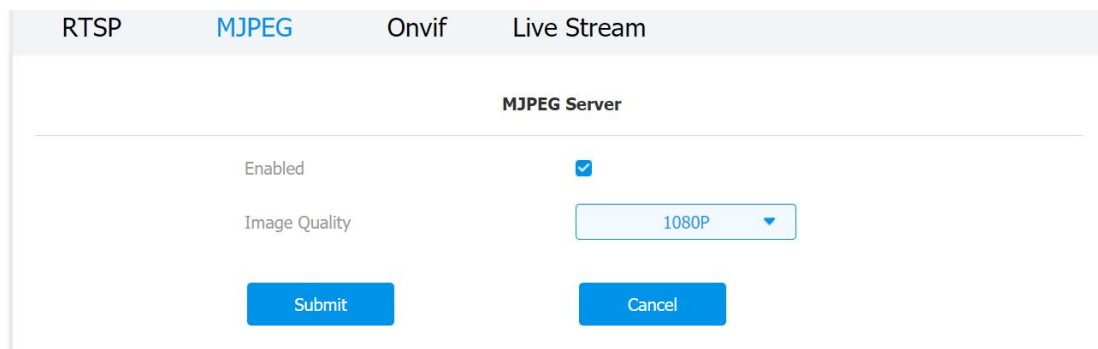 RTSP MJPEG Onvif Live Stream
MJPEG Server
Enabled
Image Quality 1080P
Submit Cancel